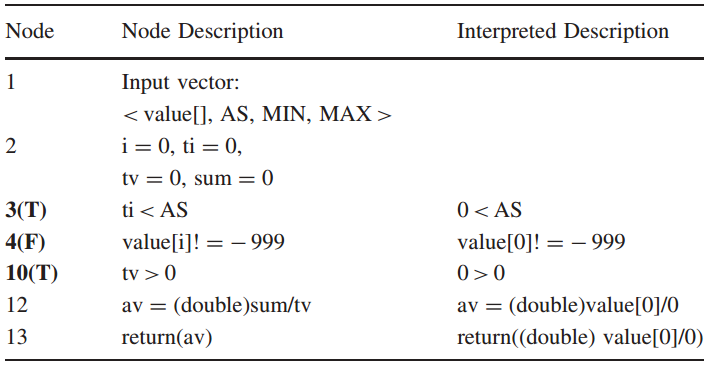 Node Node Description Interpreted Description
1 Input vector:
< value[], AS, MIN, MAX >
2 i = 0, ti = 0,
tv = 0, sum = 0
3(T) ti < AS 0 < AS
4(F) value[i]! = − 999 value[0]! = − 999
10(T) tv > 0 0 > 0
12 av = (double)sum/tv av = (double)value[0]/0
13 return(av) return((double) value[0]/0)